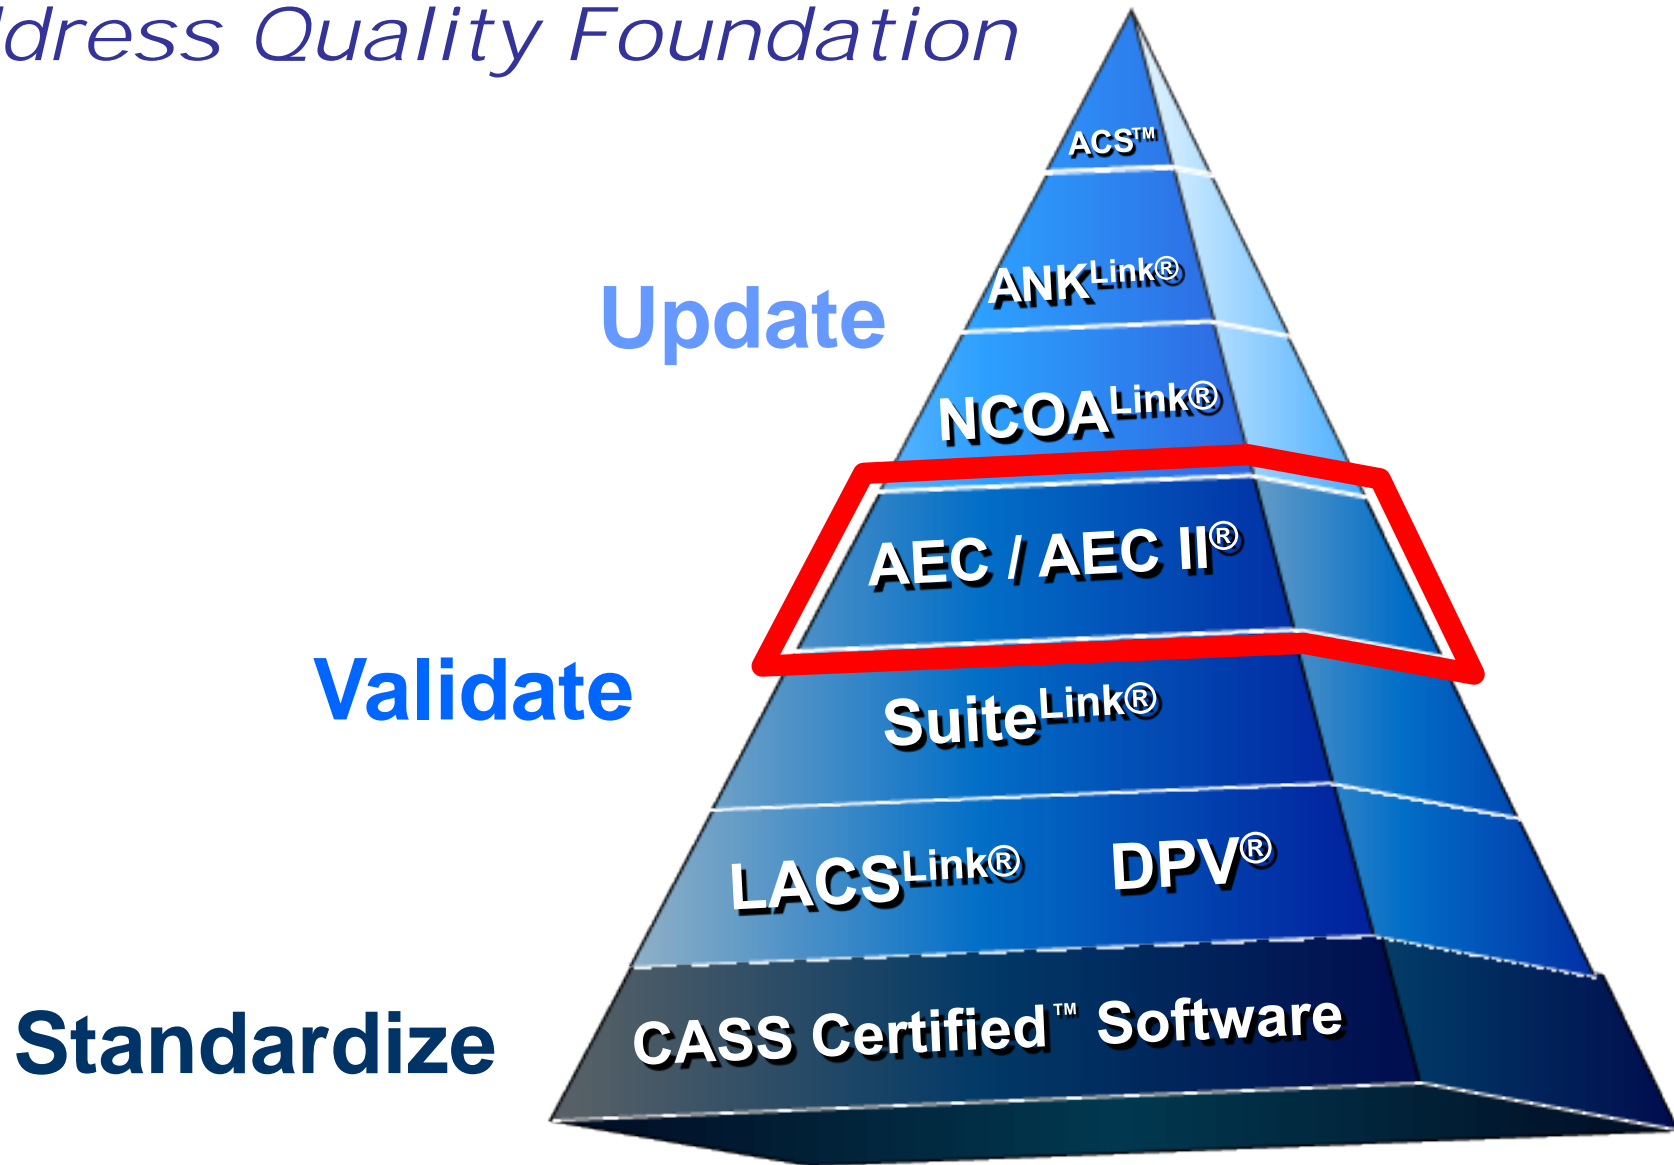 dress Quality Foundation
ACS™
ANKLink®
Update
NCOALink®
AEC / AEC II®
Validate
SuiteLink®
LACSLink® DPV®
Standardize
CASS Certified™ Software